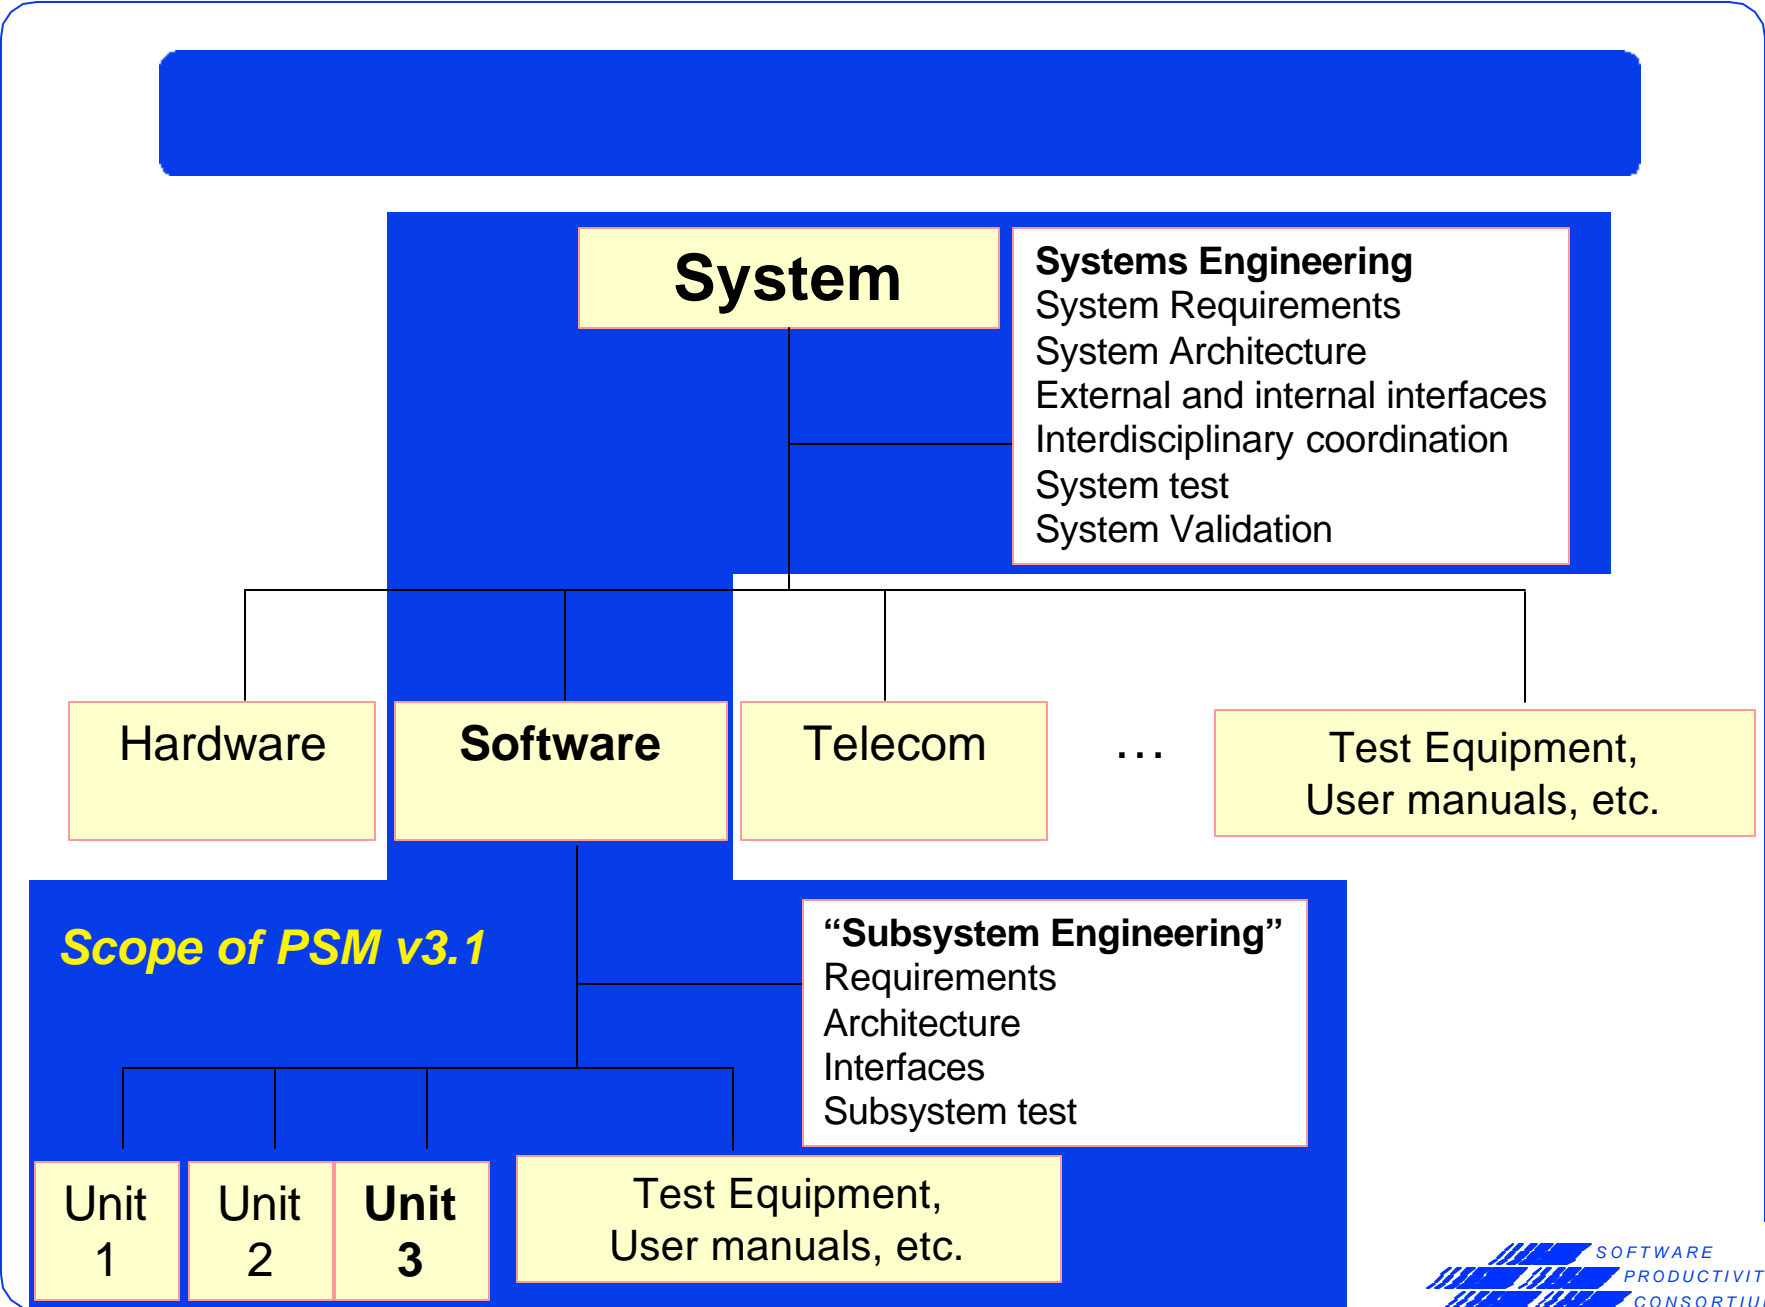 System
Systems Engineering
System Requirements
System Architecture
External and internal interfaces
Interdisciplinary coordination
System test
System Validation
Hardware
Software
Telecom
…
Test Equipment,
User manuals, etc.
Scope of PSM v3.1
“Subsystem Engineering”
Requirements
Architecture
Interfaces
Subsystem test
Unit
1
Unit
2
Unit
3
Test Equipment,
User manuals, etc.
SOFTWARE
PRODUCTIVIT
CONSORTIU